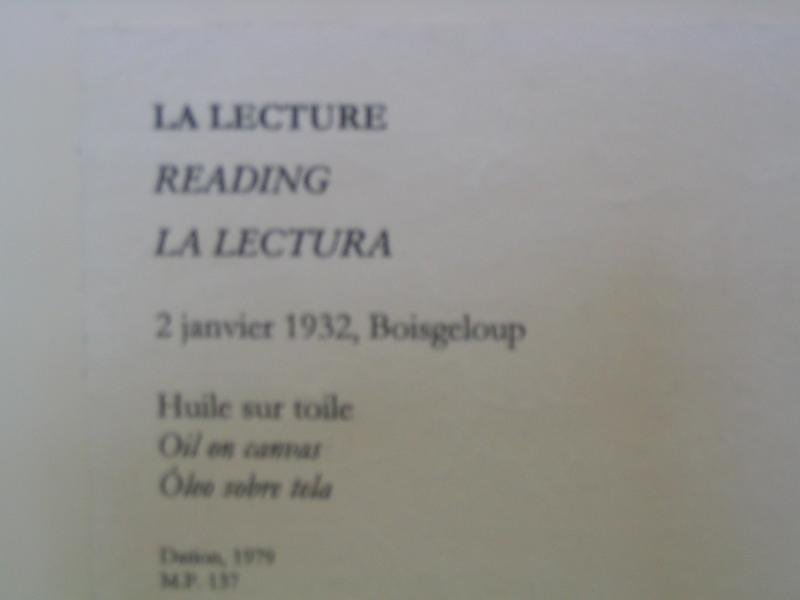 LA LECTURE
READING
LA LECTURA
2 janvier 1932, Boisgeloup
Huile sur toile
Oil on canvas
Óleo sobre tela
Dation, 1979
M.P. 137